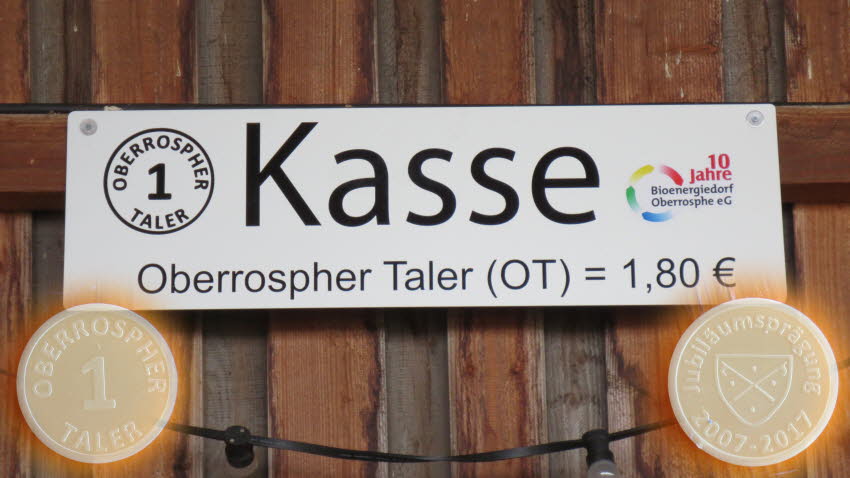 OBERROSPHER
1
TALER
Kasse
10
Jahre
Bioenergiedorf
Oberrosphe eG
Oberrospher Taler (OT) = 1,80 €
OBERROSPHER
1
TALER
Jubiläumsprägung
2007-2017